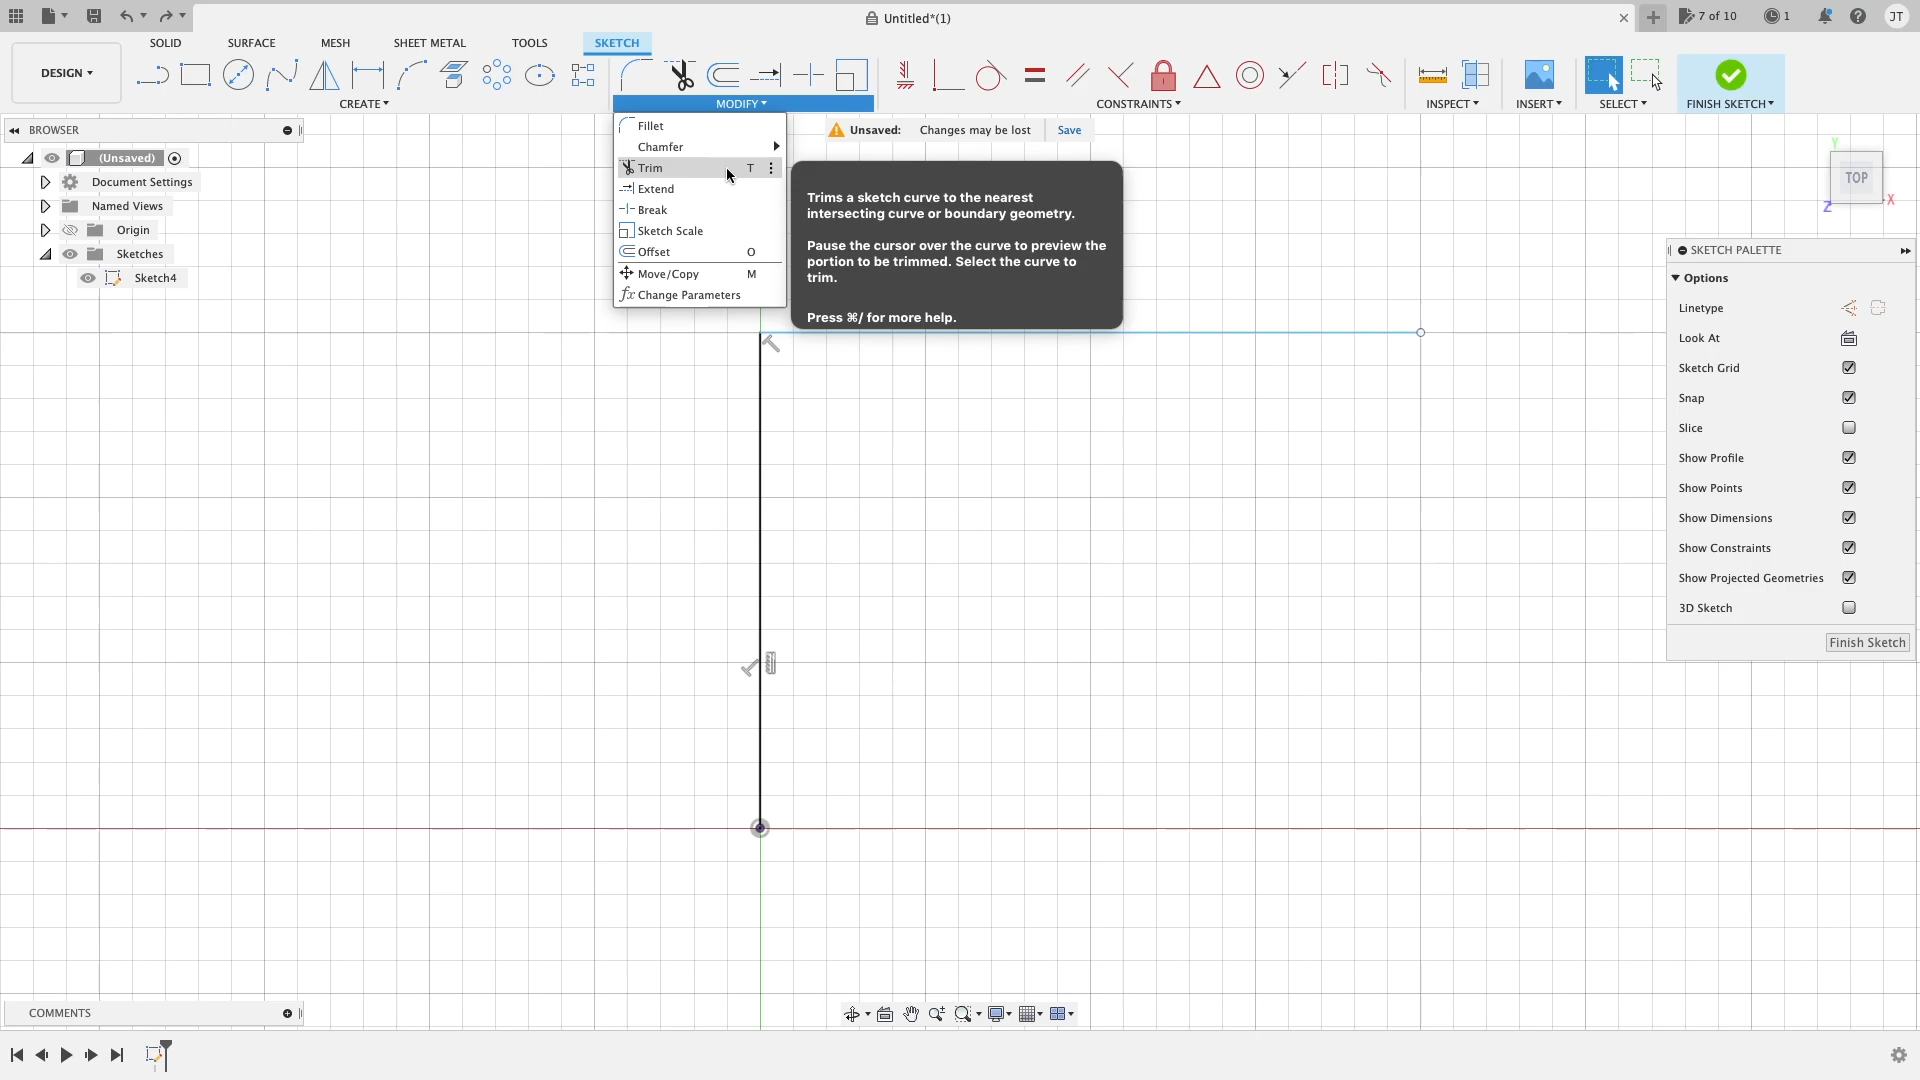 Untitled*(1)
7 of 10
1
JT
DESIGN
SOLID
SURFACE
MESH
SHEET METAL
TOOLS
SKETCH
CREATE
MODIFY
CONSTRAINTS
INSPECT
INSERT
SELECT
FINISH SKETCH
BROWSER
(Unsaved)
Document Settings
Named Views
Origin
Sketches
Sketch4
Fillet
Chamfer
Trim T
Extend
Break
Sketch Scale
Offset O
Move/Copy M
fx Change Parameters
Unsaved: Changes may be lost Save
Trims a sketch curve to the nearest
intersecting curve or boundary geometry.
Pause the cursor over the curve to preview the
portion to be trimmed. Select the curve to
trim.
Press ⌘/ for more help.
Y
TOP
X
Z
SKETCH PALETTE
Options
Linetype
Look At
Sketch Grid
Snap
Slice
Show Profile
Show Points
Show Dimensions
Show Constraints
Show Projected Geometries
3D Sketch
Finish Sketch
COMMENTS